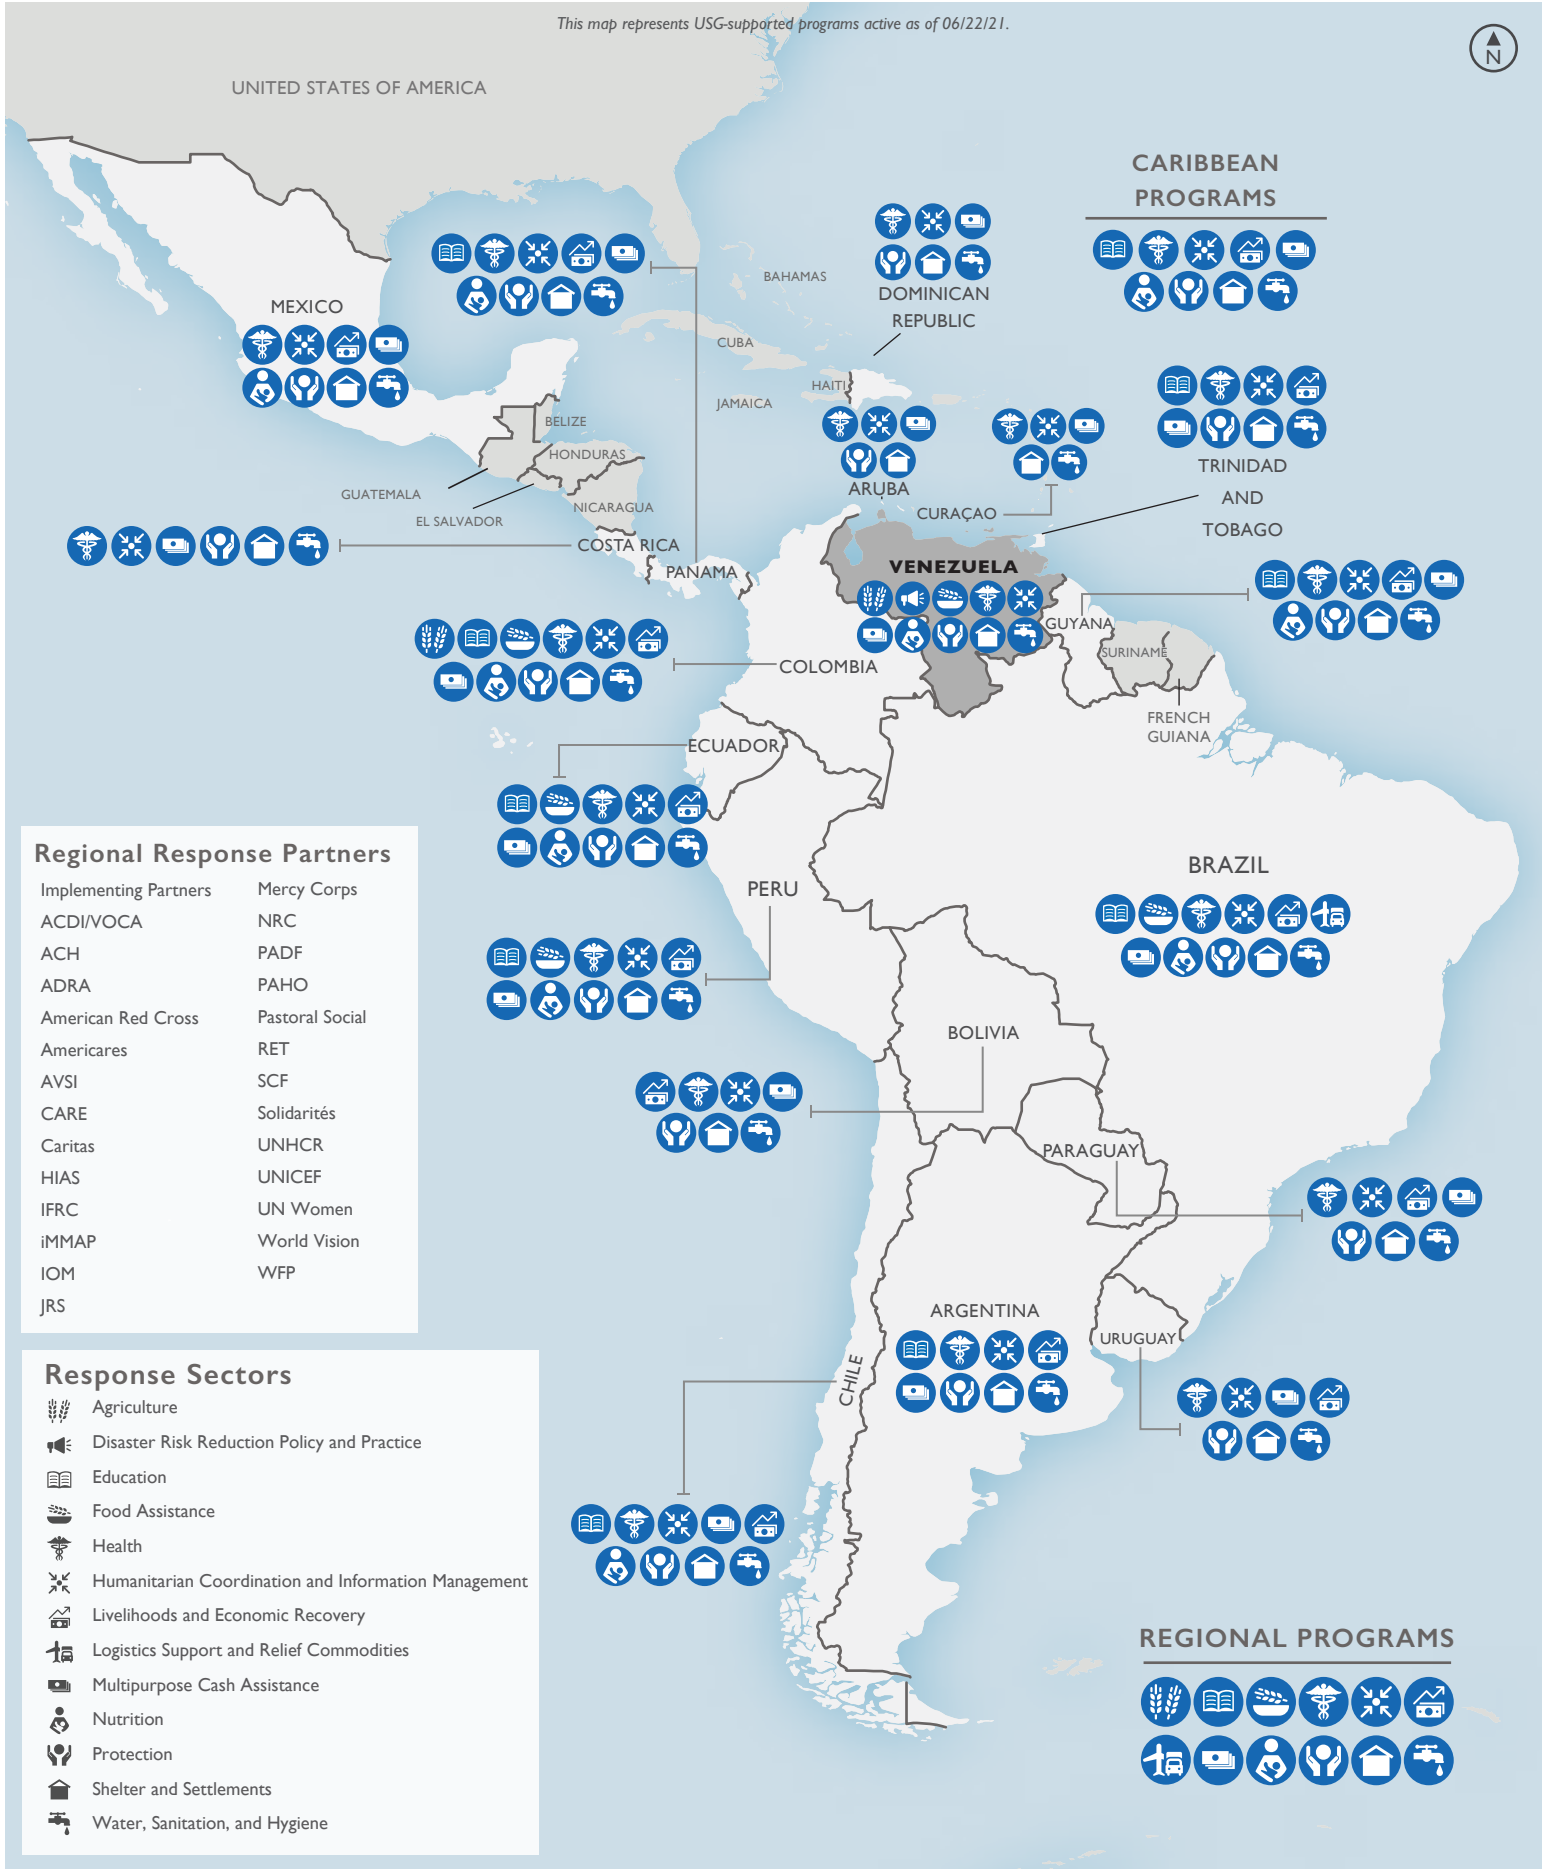 This map represents USG-supported programs active as of 06/22/21.
N
UNITED STATES OF AMERICA
CARIBBEAN
PROGRAMS
BAHAMAS
DOMINICAN
REPUBLIC
MEXICO
CUBA
HAITI
JAMAICA
BELIZE
HONDURAS
GUATEMALA
EL SALVADOR
NICARAGUA
ARUBA
CURAÇAO
TRINIDAD
AND
TOBAGO
COSTA RICA
PANAMA
VENEZUELA
GUYANA
SURINAME
FRENCH
GUIANA
COLOMBIA
ECUADOR
PERU
BRAZIL
BOLIVIA
PARAGUAY
ARGENTINA
URUGUAY
CHILE
Regional Response Partners
Implementing Partners
ACDI/VOCA
ACH
ADRA
American Red Cross
Americares
AVSI
CARE
Caritas
HIAS
IFRC
iMMAP
IOM
JRS
Mercy Corps
NRC
PADF
PAHO
Pastoral Social
RET
SCF
Solidarités
UNHCR
UNICEF
UN Women
World Vision
WFP
Response Sectors
Agriculture
Disaster Risk Reduction Policy and Practice
Education
Food Assistance
Health
Humanitarian Coordination and Information Management
Livelihoods and Economic Recovery
Logistics Support and Relief Commodities
Multipurpose Cash Assistance
Nutrition
Protection
Shelter and Settlements
Water, Sanitation, and Hygiene
REGIONAL PROGRAMS